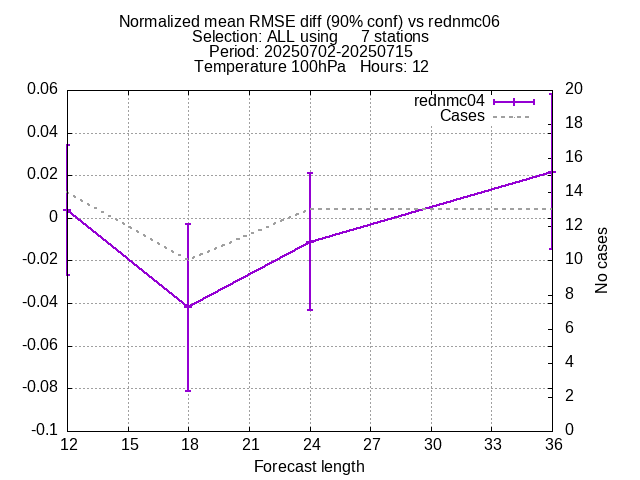 Normalized mean RMSE diff (90% conf) vs rednmc06
Selection: ALL using     7 stations
Period: 20250702-20250715
Temperature 100hPa   Hours: 12
rednmc04
Cases
0.06
0.04
0.02
0
-0.02
-0.04
-0.06
-0.08
-0.1
20
18
16
14
12
10
8
6
4
2
0
No cases
12 15 18 21 24 27 30 33 36
Forecast length